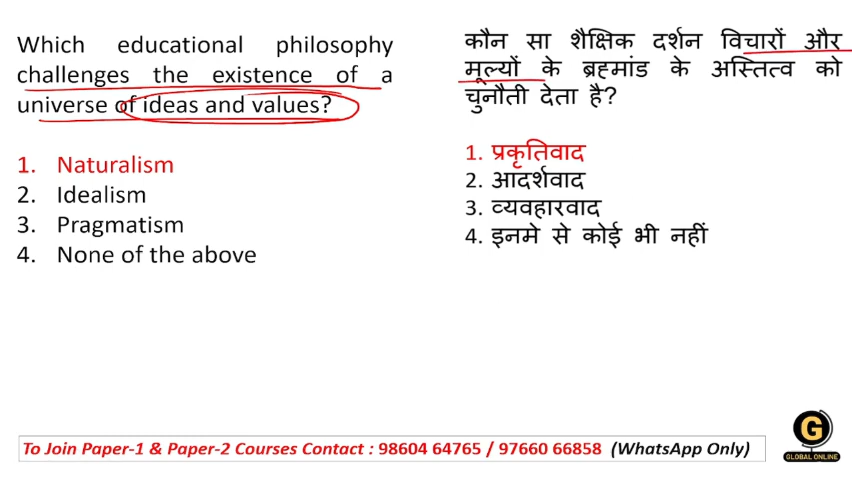 Which educational philosophy
challenges the existence of a
universe of ideas and values?
1. Naturalism
2. Idealism
3. Pragmatism
4. None of the above
कौन सा शैक्षिक दर्शन विचारों और
मूल्यों के ब्रह्मांड के अस्तित्व को
चुनौती देता है?
1. प्रकृतिवाद
2. आदर्शवाद
3. व्यवहारवाद
4. इनमे से कोई भी नहीं
To Join Paper-1 & Paper-2 Courses Contact : 98604 64765 / 97660 66858 (WhatsApp Only)
G
GLOBAL ONLINE